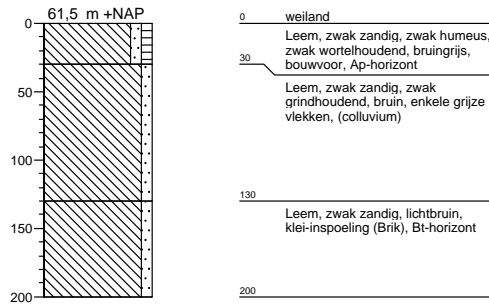 61,5 m +NAP
0
50
100
150
200
0
weiland
Leem, zwak zandig, zwak humeus,
zwak wortelhoudend, bruingrijs,
bouwvoor, Ap-horizont
30
Leem, zwak zandig, zwak
grindhoudend, bruin, enkele grijze
vlekken, (colluvium)
130
Leem, zwak zandig, lichtbruin,
klei-inspoeling (Brik), Bt-horizont
200